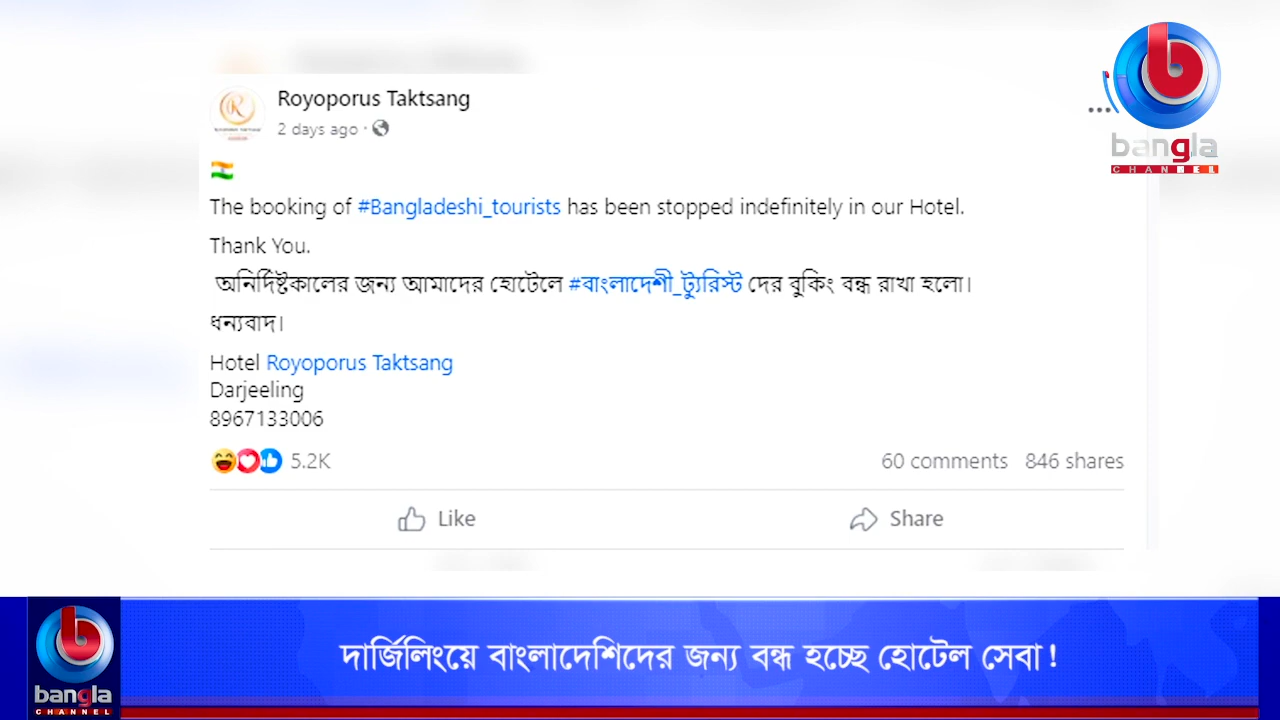 Royoporus Taktsang
2 days ago
bangla
CHANNEL
The booking of #Bangladeshi_tourists has been stopped indefinitely in our Hotel.
Thank You.
অনির্দিষ্টকালের জন্য আমাদের হোটেলে #বাংলাদেশী_ট্যুরিস্ট দের বুকিং বন্ধ রাখা হলো।
ধন্যবাদ।
Hotel Royoporus Taktsang
Darjeeling
8967133006
5.2K 60 comments 846 shares
Like Share
দার্জিলিংয়ে বাংলাদেশিদের জন্য বন্ধ হচ্ছে হোটেল সেবা!
bangla
CHANNEL